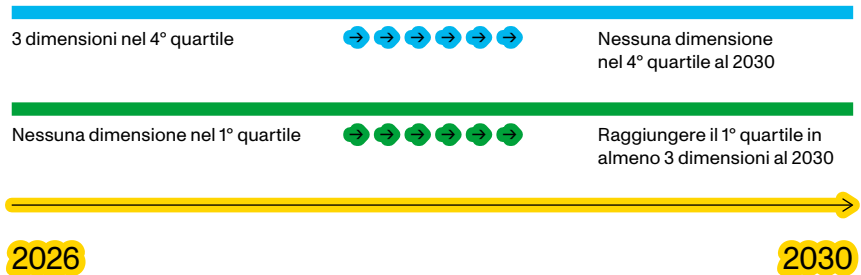 3 dimensioni nel 4° quartile
Nessuna dimensione
nel 4° quartile al 2030
Nessuna dimensione nel 1° quartile
Raggiungere il 1° quartile in
almeno 3 dimensioni al 2030
2026
2030